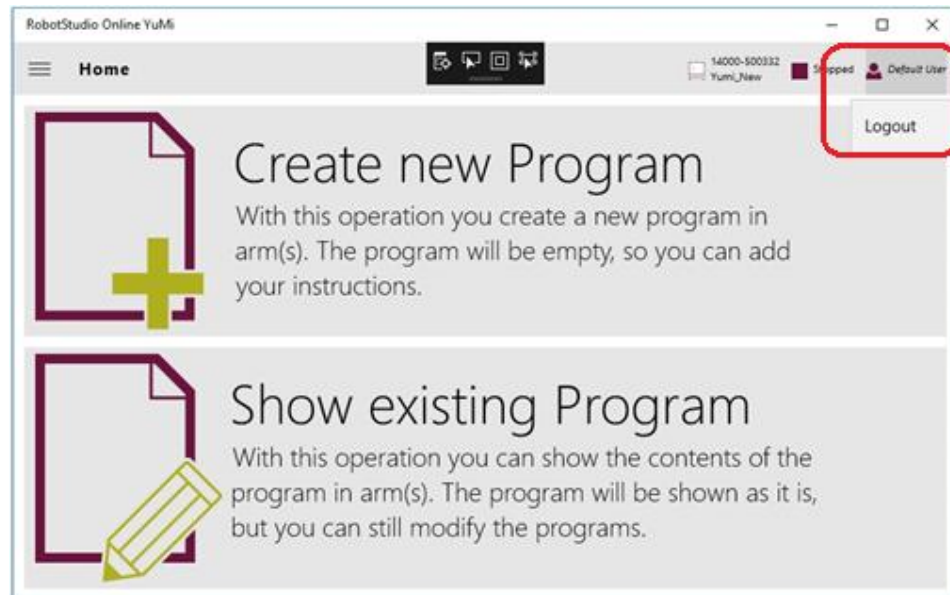 RobotStudio Online YuMi
Home
14000-500332
Yumi_New
Stopped
Default User
Logout
Create new Program
With this operation you create a new program in
arm(s). The program will be empty, so you can add
your instructions.
Show existing Program
With this operation you can show the contents of the
program in arm(s). The program will be shown as it is,
but you can still modify the programs.